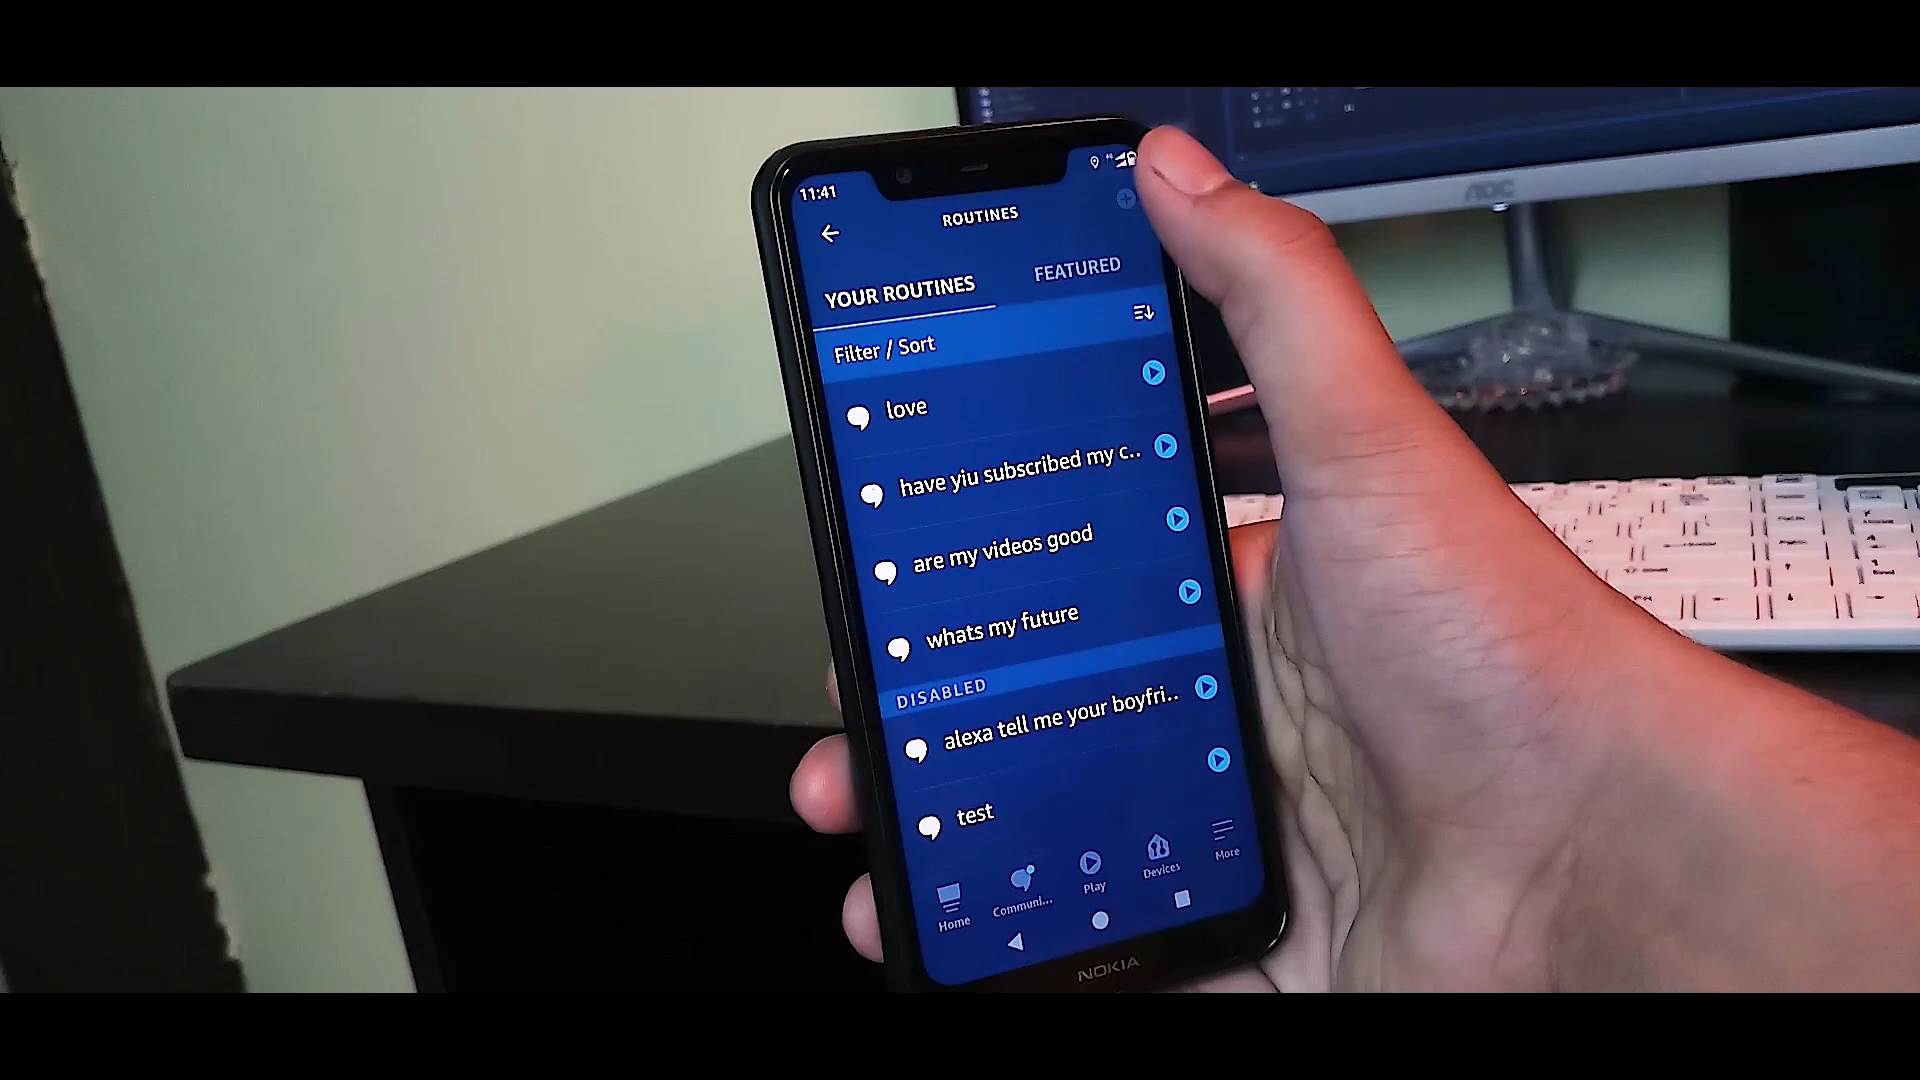 11:41
ROUTINES
YOUR ROUTINES
FEATURED
Filter / Sort
love
have yiu subscribed my c..
are my videos good
whats my future
DISABLED
alexa tell me your boyfri..
test
Home
Communi...
Play
Devices
More
NOKIA
AOC